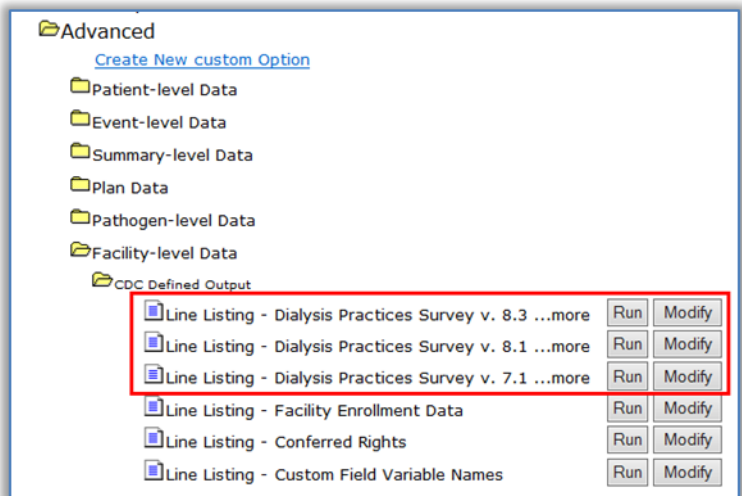 Advanced
Create New custom Option
Patient-level Data
Event-level Data
Summary-level Data
Plan Data
Pathogen-level Data
Facility-level Data
CDC Defined Output
Line Listing - Dialysis Practices Survey v. 8.3 ...more Run Modify
Line Listing - Dialysis Practices Survey v. 8.1 ...more Run Modify
Line Listing - Dialysis Practices Survey v. 7.1 ...more Run Modify
Line Listing - Facility Enrollment Data Run Modify
Line Listing - Conferred Rights Run Modify
Line Listing - Custom Field Variable Names Run Modify